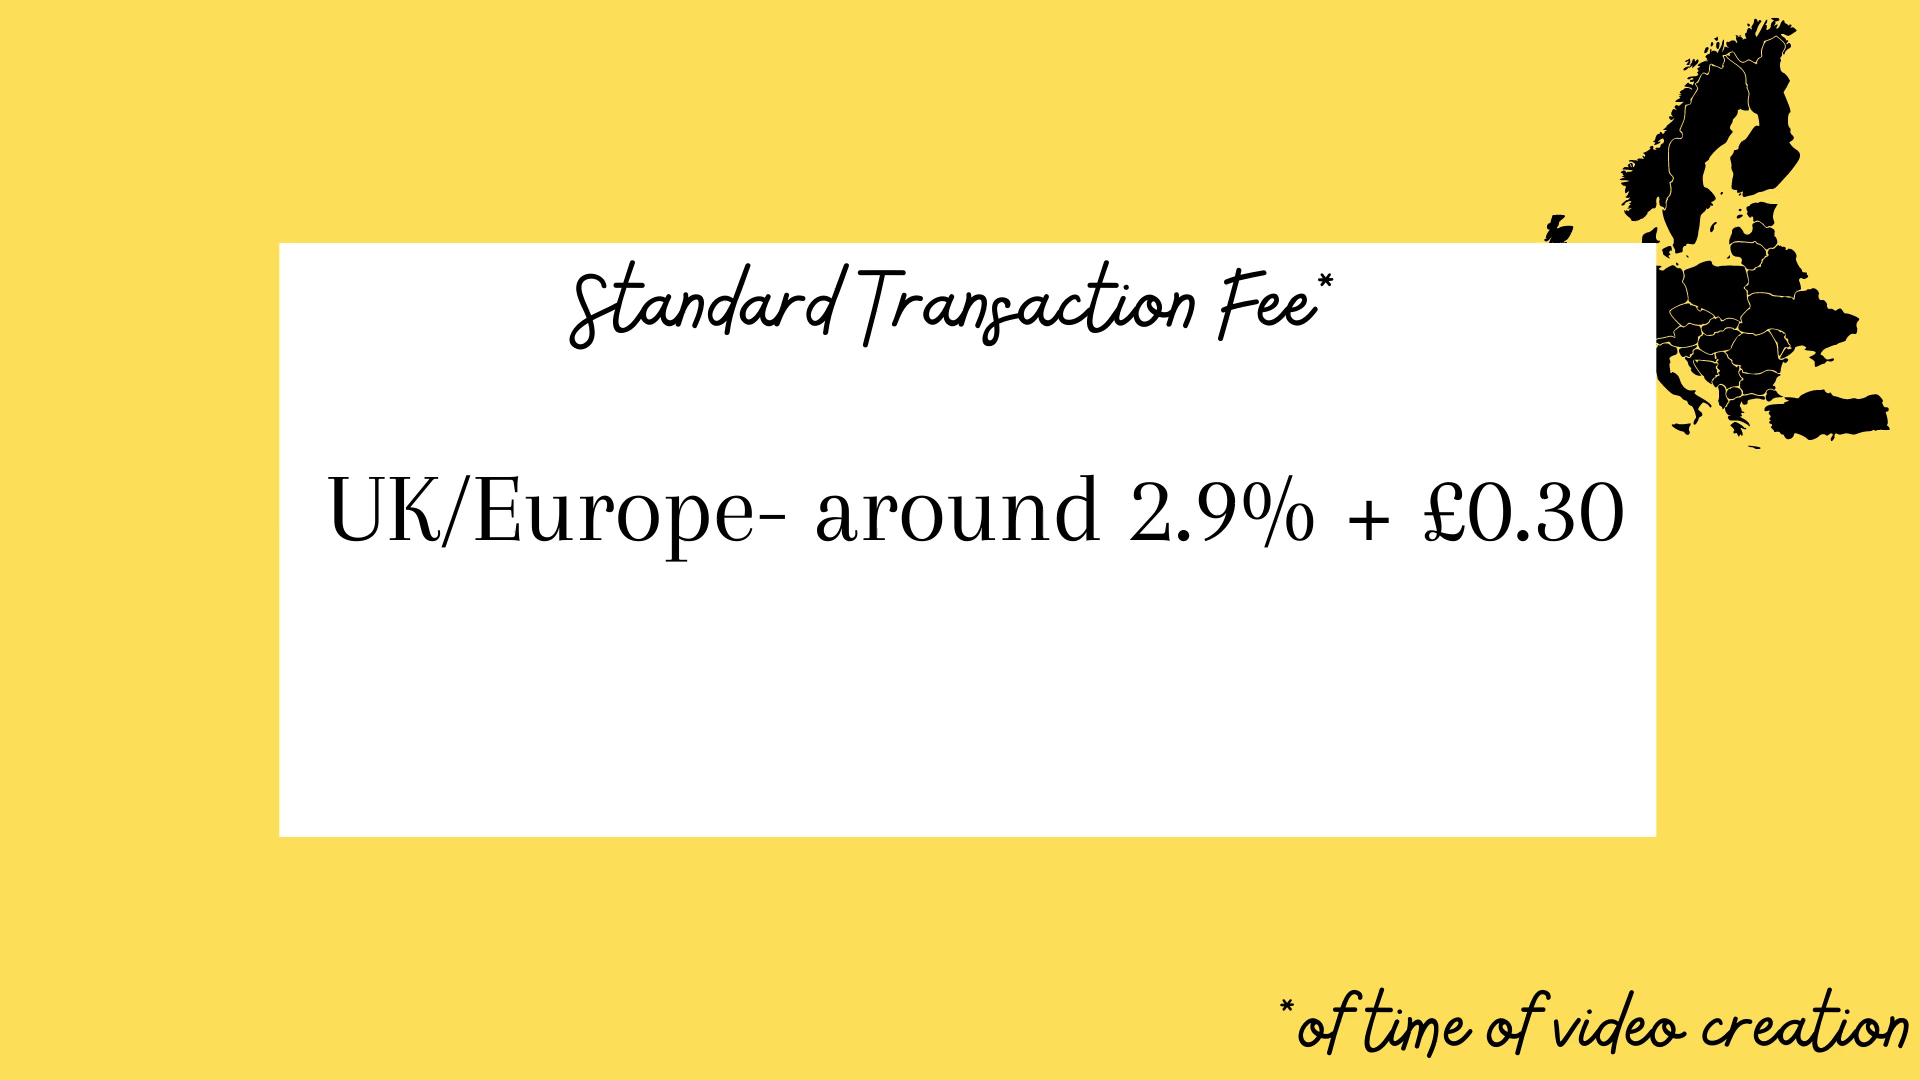 Standard Transaction Fee*
UK/Europe- around 2.9% + £0.30
*of time of video creation